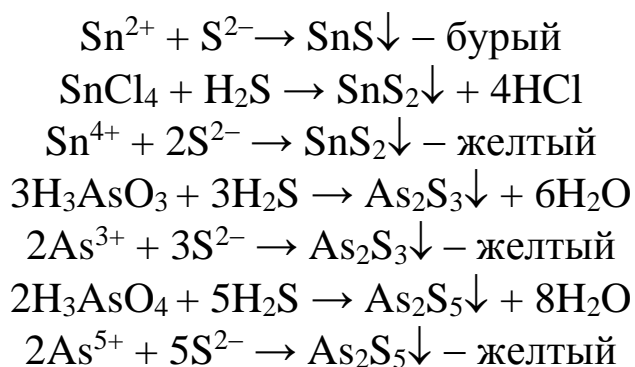 Sn²⁺ + S²⁻→ SnS↓ – бурый
SnCl₄ + H₂S → SnS₂↓ + 4HCl
Sn⁴⁺ + 2S²⁻→ SnS₂↓ – желтый
3H₃AsO₃ + 3H₂S → As₂S₃↓ + 6H₂O
2As³⁺ + 3S²⁻ → As₂S₃↓ – желтый
2H₃AsO₄ + 5H₂S → As₂S₅↓ + 8H₂O
2As⁵⁺ + 5S²⁻ → As₂S₅↓ – желтый